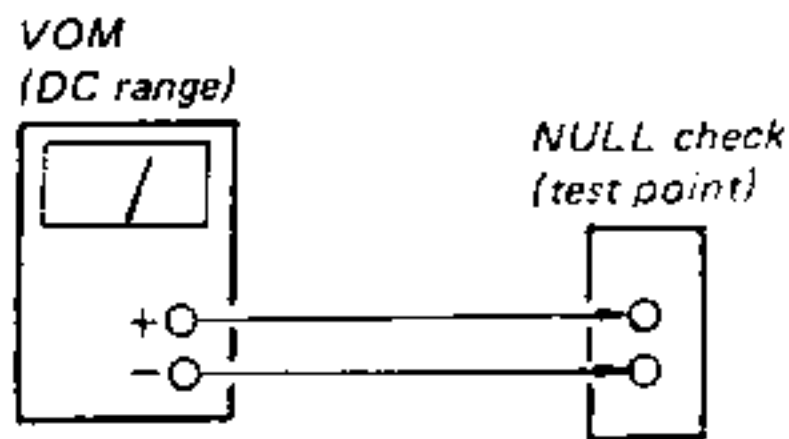 VOM
(DC range)
NULL check
(test point)
+
−